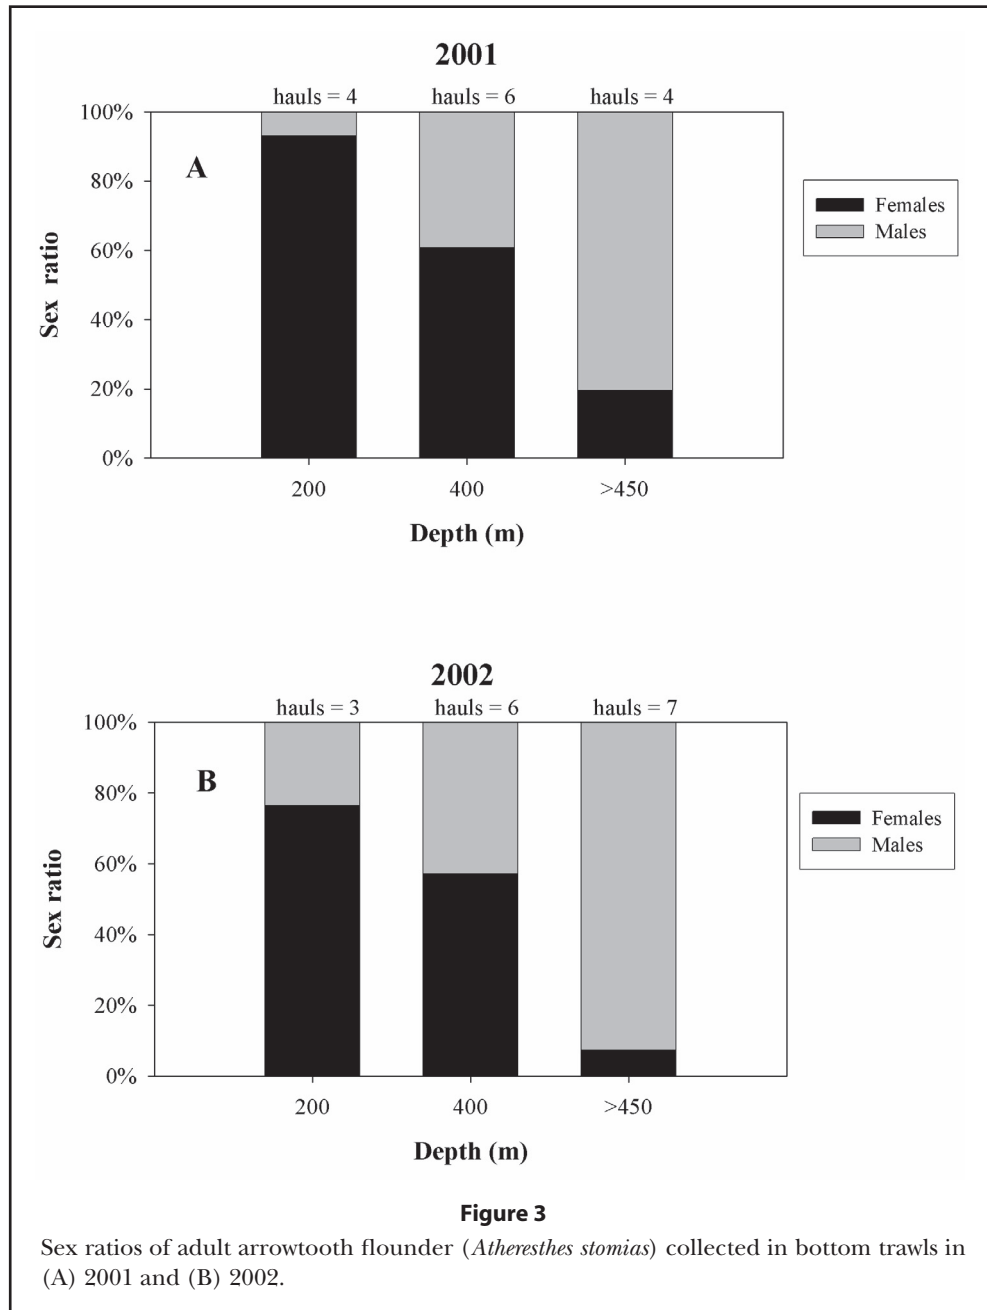 2001
hauls = 4 hauls = 6 hauls = 4
100%
80%
60%
40%
20%
0%
A
Sex ratio
200 400 >450
Depth (m)
Females
Males
2002
hauls = 3 hauls = 6 hauls = 7
100%
80%
60%
40%
20%
0%
B
Sex ratio
200 400 >450
Depth (m)
Females
Males
Figure 3
Sex ratios of adult arrowtooth flounder (Atheresthes stomias) collected in bottom trawls in
(A) 2001 and (B) 2002.